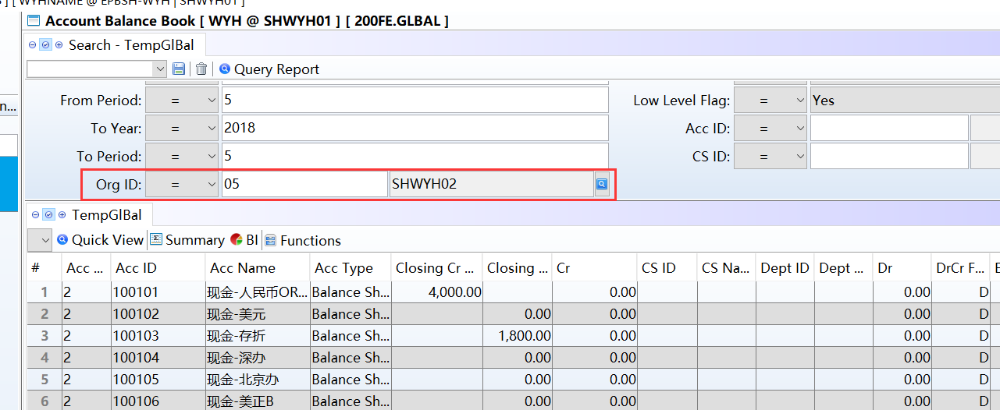 ] [ WYHNAME @ EPBSH-WYH | SHWYH01 ]
Account Balance Book [ WYH @ SHWYH01 ] [ 200FE.GLBAL ]
Search - TempGlBal
Query Report
n...
From Period: = 5 Low Level Flag: = Yes
To Year: = 2018 Acc ID: =
To Period: = 5 CS ID: =
Org ID: = 05 SHWYH02
TempGlBal
Quick View Summary BI Functions
# Acc ... Acc ID Acc Name Acc Type Closing Cr ... Closing ... Cr CS ID CS Na... Dept ID Dept ... Dr DrCr F...
1 2 100101 现金-人民币OR... Balance Sh... 4,000.00 0.00 0.00 D
2 2 100102 现金-美元 Balance Sh... 0.00 0.00 0.00 D
3 2 100103 现金-存折 Balance Sh... 1,800.00 0.00 0.00 D
4 2 100104 现金-深办 Balance Sh... 0.00 0.00 0.00 D
5 2 100105 现金-北京办 Balance Sh... 0.00 0.00 0.00 D
6 2 100106 现金-美正B Balance Sh... 0.00 0.00 0.00 D